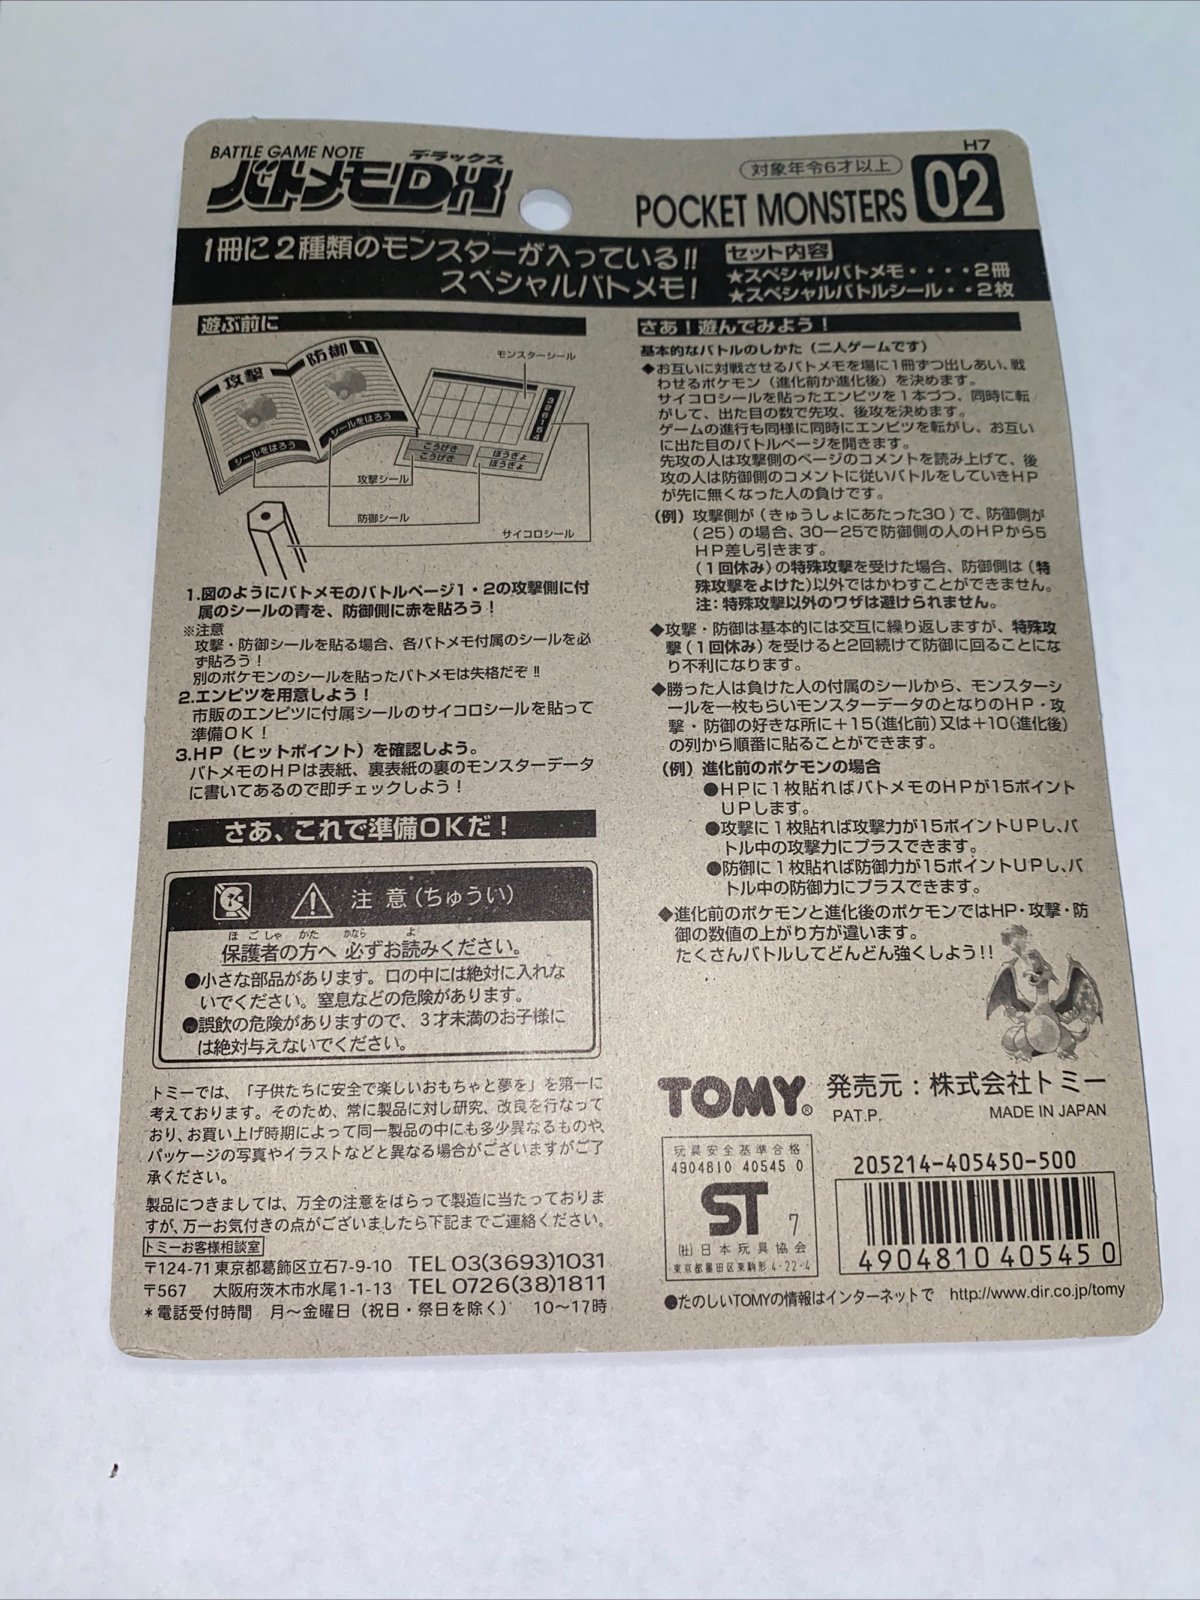 BATTLE GAME NOTE
デラックス
バトメモDX
H7
対象年令6才以上
POCKET MONSTERS 02
1冊に2種類のモンスターが入っている!!
スペシャルバトメモ!
セット内容
★スペシャルバトメモ・・・・2冊
★スペシャルバトルシール・・2枚
遊ぶ前に
攻撃
防御1
シールをはろう
シールをはろう
モンスターシール
3
2
6
1
5
4
こうげき
こうげき
ぼうぎょ
ぼうぎょ
攻撃シール
防御シール
サイコロシール
1.図のようにバトメモのバトルページ1・2の攻撃側に付
属のシールの青を、防御側に赤を貼ろう!
※注意
攻撃・防御シールを貼る場合、各バトメモ付属のシールを必
ず貼ろう!
別のポケモンのシールを貼ったバトメモは失格だぞ!!
2.エンピツを用意しよう!
市販のエンピツに付属シールのサイコロシールを貼って
準備OK!
3.HP(ヒットポイント)を確認しよう。
バトメモのHPは表紙、裏表紙の裏のモンスターデータ
に書いてあるので即チェックしよう!
さあ、これで準備OKだ!
注意(ちゅうい)
ほごしゃ かた かなら よ
保護者の方へ 必ずお読みください。
●小さな部品があります。口の中には絶対に入れな
いでください。窒息などの危険があります。
●誤飲の危険がありますので、3才未満のお子様に
は絶対与えないでください。
トミーでは、「子供たちに安全で楽しいおもちゃと夢を」を第一に
考えております。そのため、常に製品に対し研究、改良を行なって
おり、お買い上げ時期によって同一製品の中にも多少異なるものや、
パッケージの写真やイラストなどと異なる場合がございますがご了
承ください。
製品につきましては、万全の注意をはらって製造に当たっておりま
すが、万一お気付きの点がございましたら下記までご連絡ください。
トミーお客様相談室
〒124-71 東京都葛飾区立石7-9-10 TEL 03(3693)1031
〒567 大阪府茨木市水尾1-1-13 TEL 0726(38)1811
*電話受付時間 月〜金曜日(祝日・祭日を除く) 10〜17時
さあ!遊んでみよう!
基本的なバトルのしかた(二人ゲームです)
◆お互いに対戦させるバトメモを場に1冊ずつ出しあい、戦
わせるポケモン(進化前か進化後)を決めます。
サイコロシールを貼ったエンピツを1本づつ、同時に転
がして、出た目の数で先攻、後攻を決めます。
ゲームの進行も同様に同時にエンピツを転がし、お互い
に出た目のバトルページを開きます。
先攻の人は攻撃側のページのコメントを読み上げて、後
攻の人は防御側のコメントに従いバトルをしていきHP
が先に無くなった人の負けです。
(例)攻撃側が(きゅうしょにあたった30)で、防御側が
(25)の場合、30ー25で防御側の人のHPから5
HP差し引きます。
(1回休み)の特殊攻撃を受けた場合、防御側は(特
殊攻撃をよけた)以外ではかわすことができません。
注:特殊攻撃以外のワザは避けられません。
◆攻撃・防御は基本的には交互に繰り返しますが、特殊攻
撃(1回休み)を受けると2回続けて防御に回ることにな
り不利になります。
◆勝った人は負けた人の付属のシールから、モンスターシ
ールを一枚もらいモンスターデータのとなりのHP・攻
撃・防御の好きな所に+15(進化前)又は+10(進化後)
の列から順番に貼ることができます。
(例)進化前のポケモンの場合
●HPに1枚貼ればバトメモのHPが15ポイント
UPします。
●攻撃に1枚貼れば攻撃力が15ポイントUPし、バ
トル中の攻撃力にプラスできます。
●防御に1枚貼れば防御力が15ポイントUPし、バ
トル中の防御力にプラスできます。
◆進化前のポケモンと進化後のポケモンではHP・攻撃・防
御の数値の上がり方が違います。
たくさんバトルしてどんどん強くしよう!!
TOMY® 発売元:株式会社トミー
PAT.P. MADE IN JAPAN
玩具安全基準合格
4904810 40545 0
ST 7
(社)日本玩具協会
東京都墨田区東駒形4-22-4
205214-405450-500
4904810405450
●たのしいTOMYの情報はインターネットで http://www.dir.co.jp/tomy